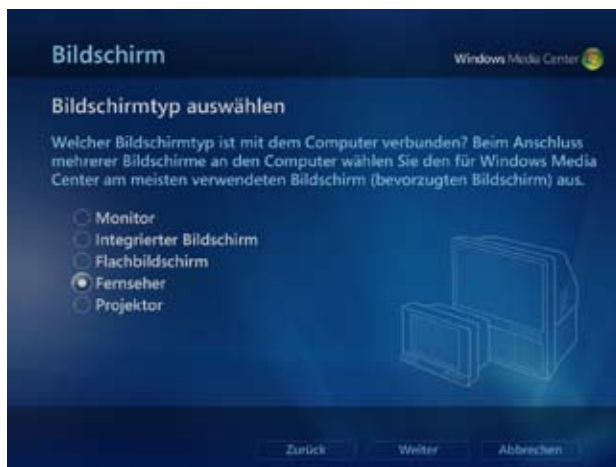 Bildschirm
Windows Media Center
Bildschirmtyp auswählen
Welcher Bildschirmtyp ist mit dem Computer verbunden? Beim Anschluss
mehrerer Bildschirme an den Computer wählen Sie den für Windows Media
Center am meisten verwendeten Bildschirm (bevorzugten Bildschirm) aus.
Monitor
Integrierter Bildschirm
Flachbildschirm
Fernseher
Projektor
Zurück
Weiter
Abbrechen